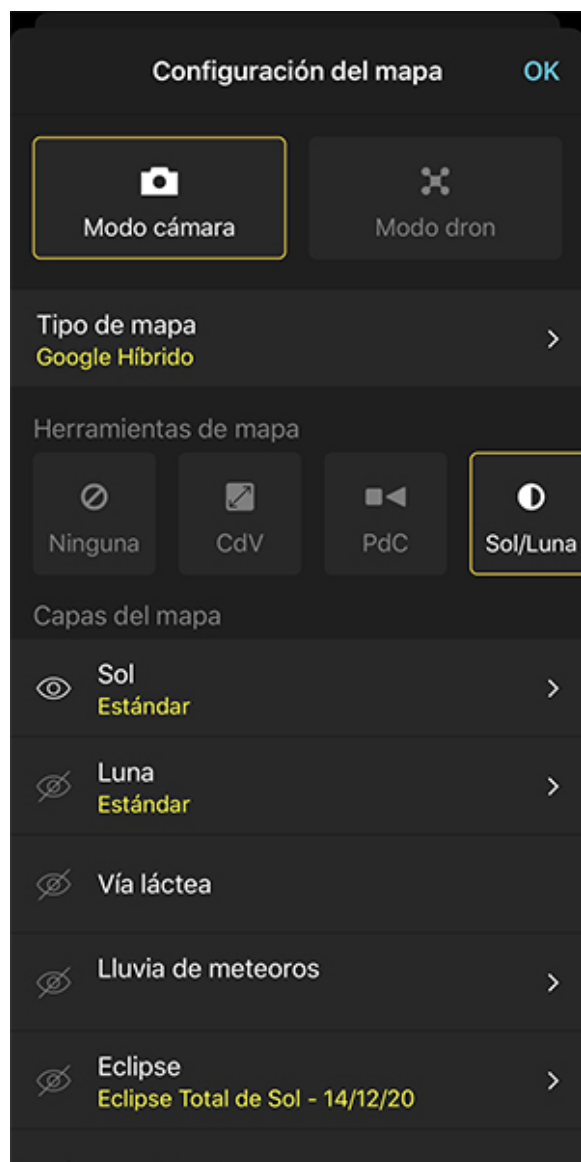 Configuración del mapa OK
Modo cámara Modo dron
Tipo de mapa
Google Híbrido
Herramientas de mapa
Ninguna CdV PdC Sol/Luna
Capas del mapa
Sol
Estándar
Luna
Estándar
Vía láctea
Lluvia de meteoros
Eclipse
Eclipse Total de Sol - 14/12/20